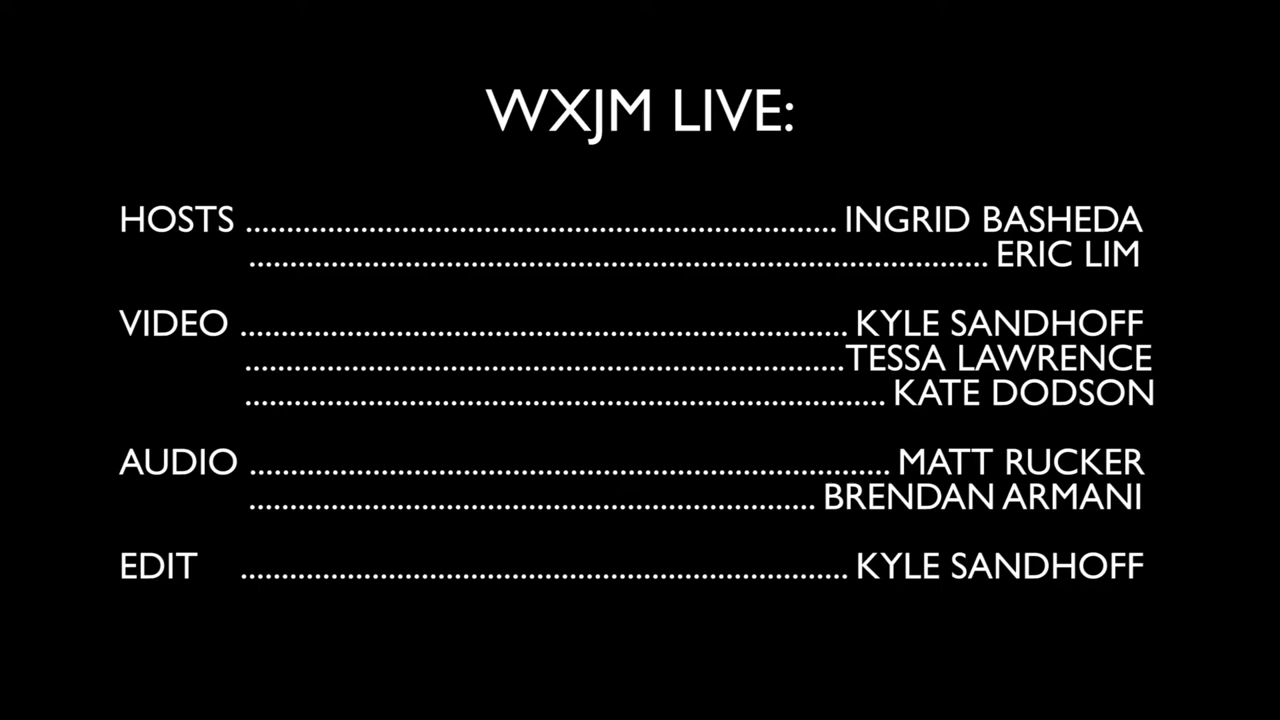 WXJM LIVE:
HOSTS ........................................................................ INGRID BASHEDA
.......................................................................................... ERIC LIM
VIDEO .......................................................................... KYLE SANDHOFF
.........................................................................TESSA LAWRENCE
.............................................................................. KATE DODSON
AUDIO .............................................................................. MATT RUCKER
..................................................................... BRENDAN ARMANI
EDIT .......................................................................... KYLE SANDHOFF